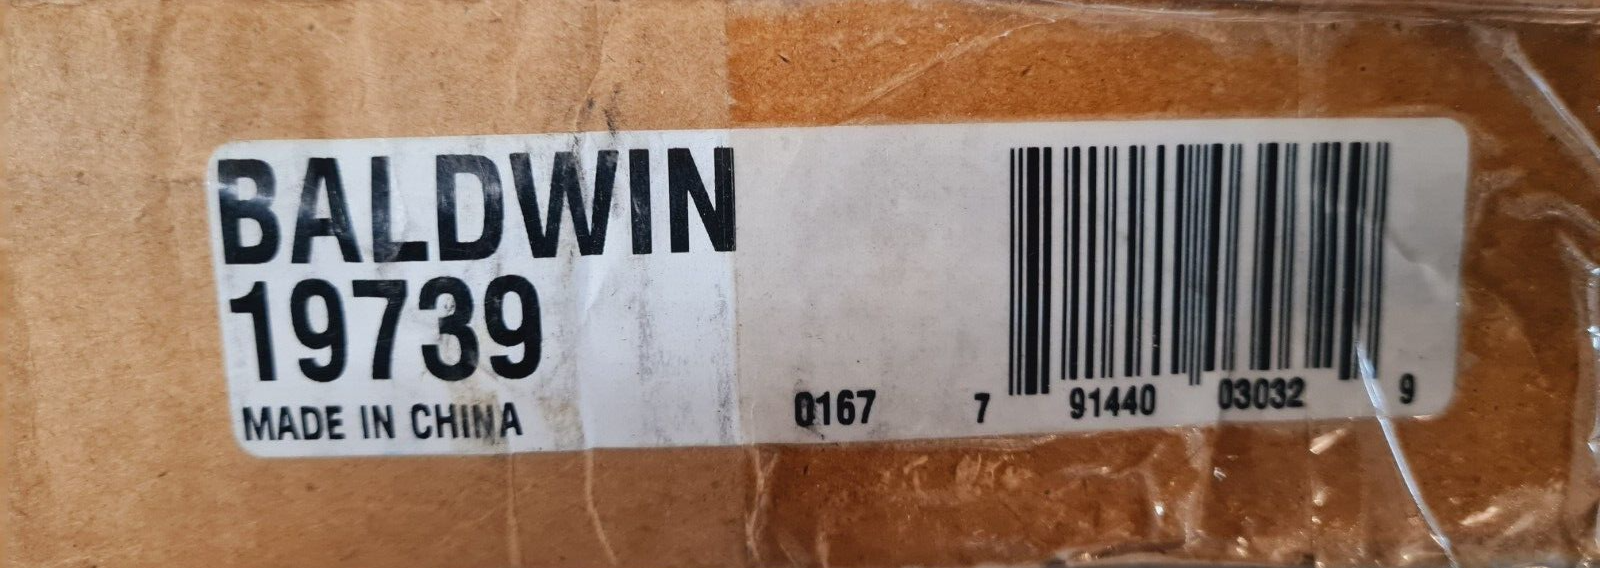 BALDWIN
19739
MADE IN CHINA
0167
7 91440 03032 9